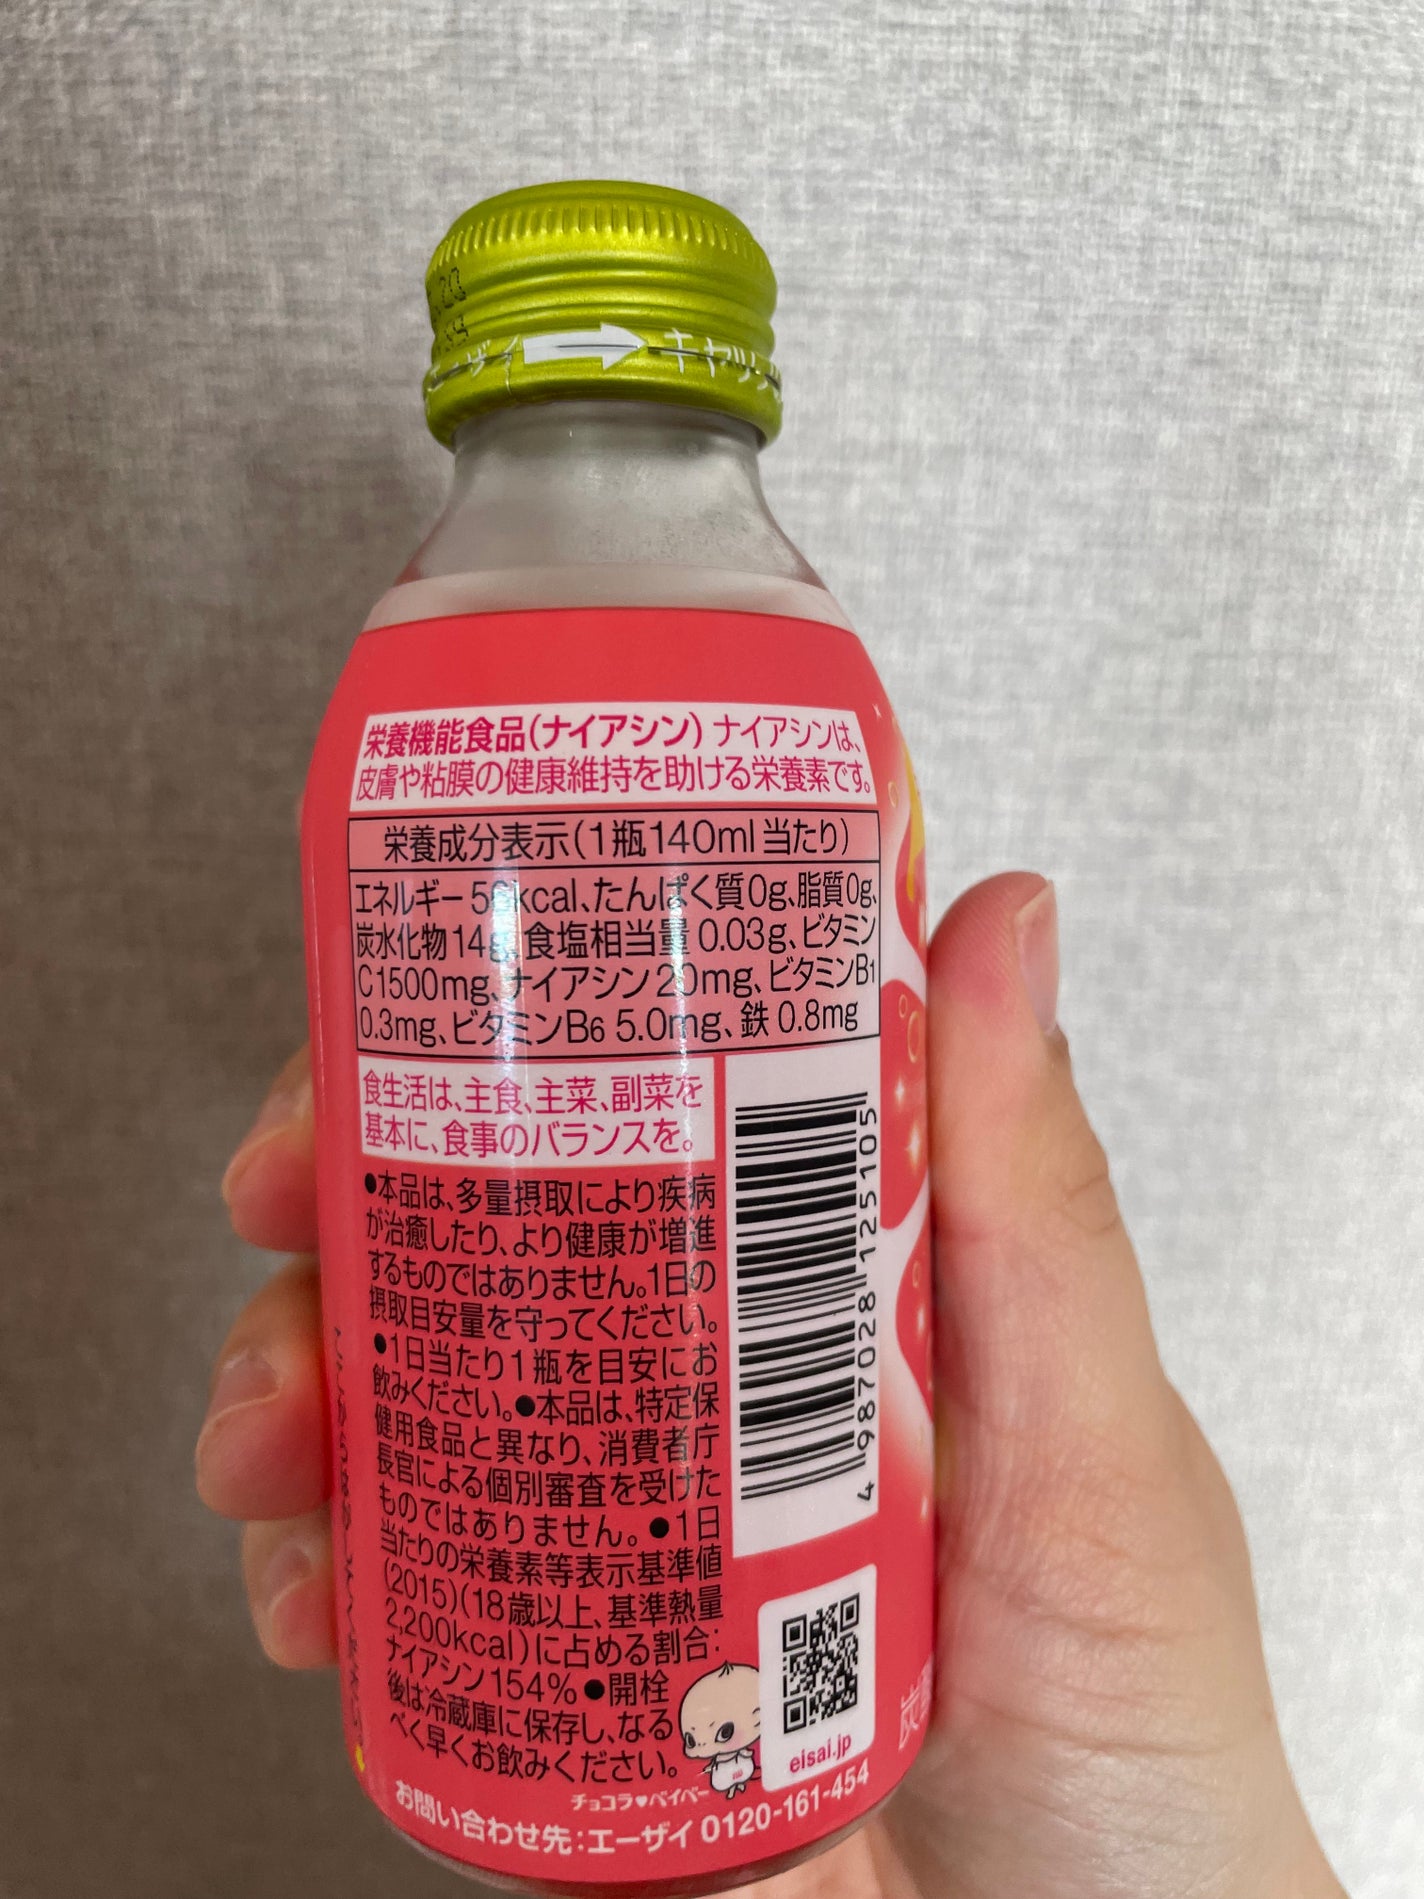 キャップ
栄養機能食品(ナイアシン) ナイアシンは、
皮膚や粘膜の健康維持を助ける栄養素です。
栄養成分表示(1瓶140ml当たり)
エネルギー kcal、たんぱく質0g、脂質0g、
炭水化物14g、食塩相当量0.03g、ビタミン
C1500mg、ナイアシン20mg、ビタミンB1
0.3mg、ビタミンB6 5.0mg、鉄 0.8mg
食生活は、主食、主菜、副菜を
基本に、食事のバランスを。
●本品は、多量摂取により疾病
が治癒したり、より健康が増進
するものではありません。1日の
摂取目安量を守ってください。
●1日当たり1瓶を目安にお
飲みください。●本品は、特定保
健用食品と異なり、消費者庁
長官による個別審査を受けた
ものではありません。●1日
当たりの栄養素等表示基準値
(2015)(18歳以上、基準熱量
2,200kcal)に占める割合:
ナイアシン154% ●開栓
後は冷蔵庫に保存し、なる
べく早くお飲みください。
4 987028 125105
eisai.jp
チョコラ♥ベイベー
お問い合わせ先:エーザイ 0120-161-454